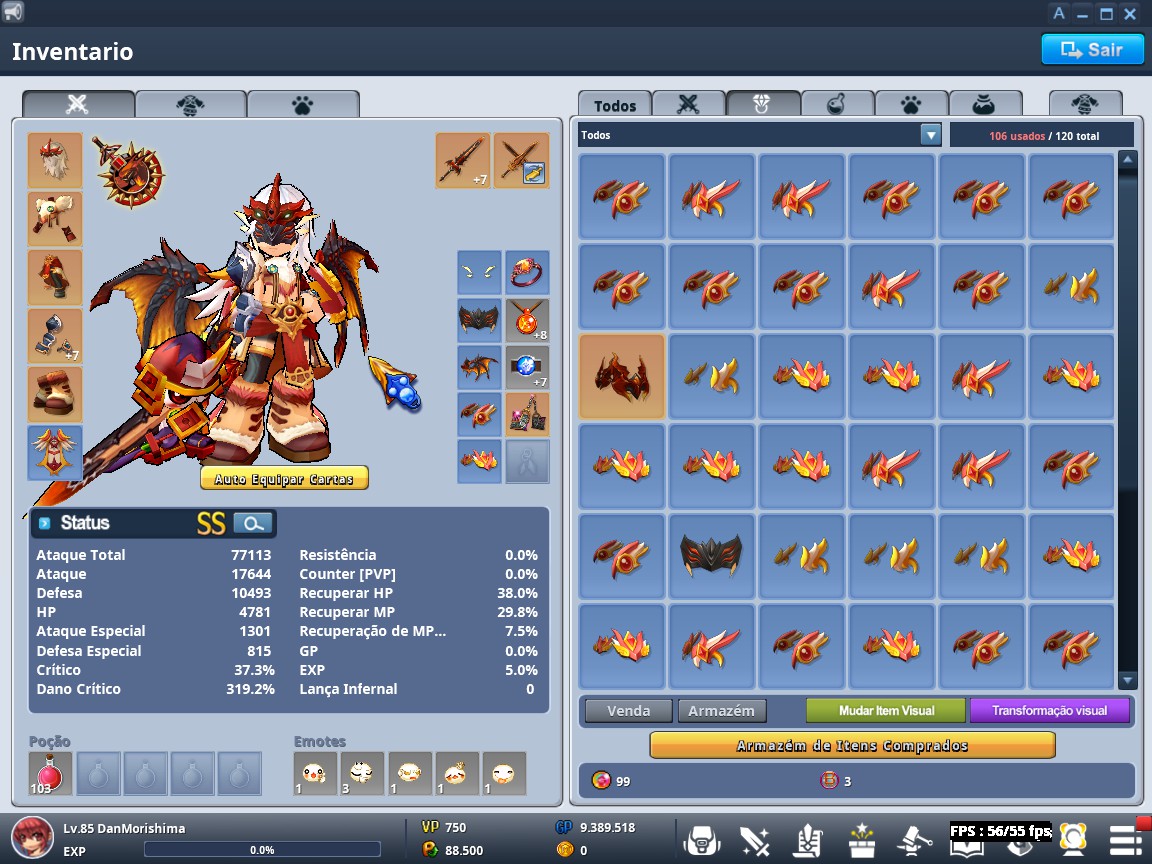 A
Inventario
Sair
Todos
Todos
106 usados / 120 total
+7
+8
+7
+7
Auto Equipar Cartas
Status
SS
Ataque Total 77113 Resistência 0.0%
Ataque 17644 Counter [PVP] 0.0%
Defesa 10493 Recuperar HP 38.0%
HP 4781 Recuperar MP 29.8%
Ataque Especial 1301 Recuperação de MP... 7.5%
Defesa Especial 815 GP 0.0%
Crítico 37.3% EXP 5.0%
Dano Crítico 319.2% Lança Infernal 0
Venda
Armazém
Mudar Item Visual
Transformação visual
Armazém de Itens Comprados
Poção
Emotes
103
1
3
1
1
1
99
3
Lv.85 DanMorishima
EXP 0.0%
VP 750
GP 9.389.518
88.500
0
FPS : 56/55 fps